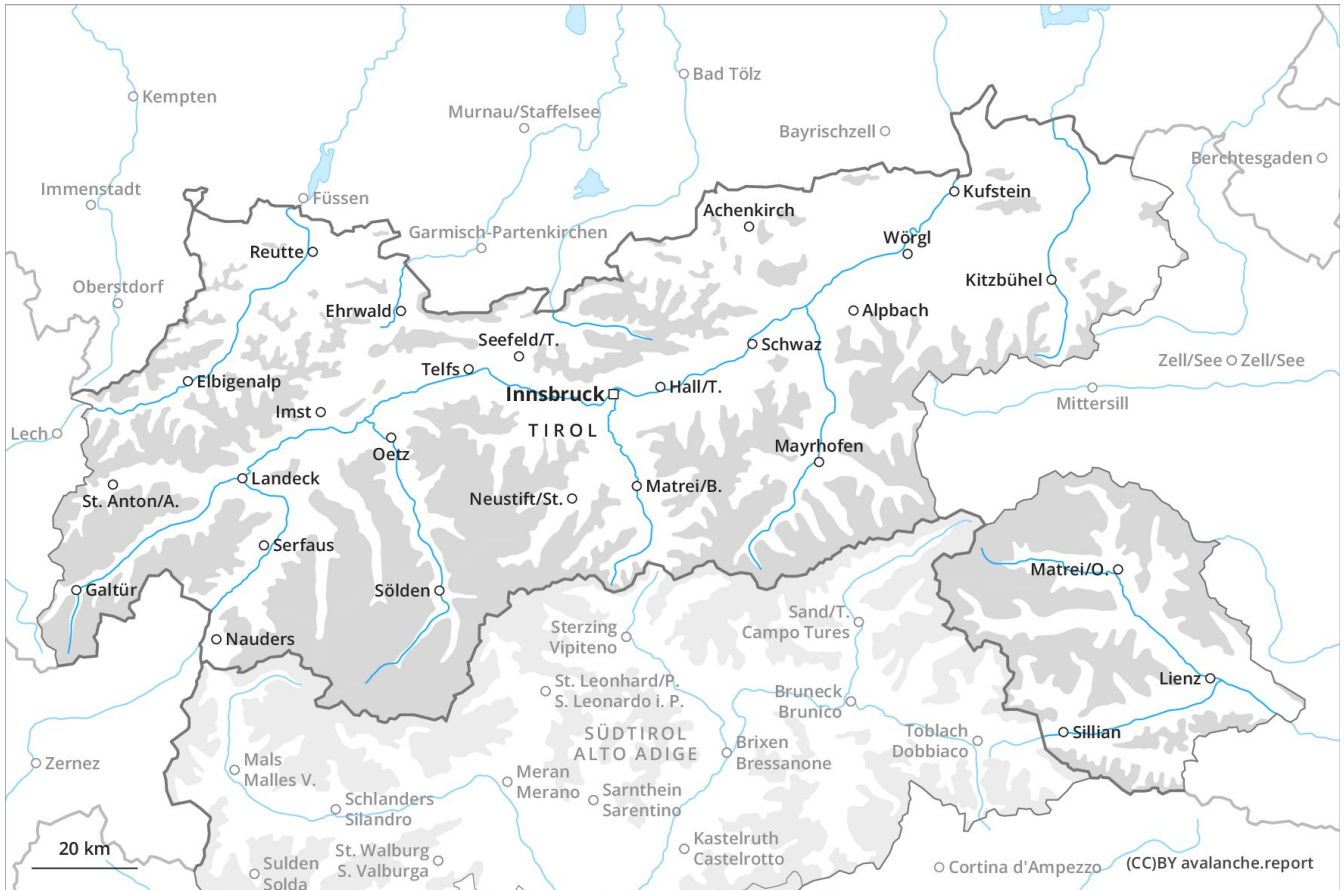 Bad Tölz
Kempten
Murnau/Staffelsee
Bayrischzell
Berchtesgaden
Immenstadt
Füssen
Kufstein
Achenkirch
Garmisch-Partenkirchen
Wörgl
Reutte
Kitzbühel
Oberstdorf
Ehrwald
Alpbach
Seefeld/T.
Schwaz
Zell/See
Zell/See
Telfs
Elbigenalp
Innsbruck
Hall/T.
Mittersill
Imst
Lech
TIROL
Mayrhofen
Oetz
Landeck
St. Anton/A.
Neustift/St.
Matrei/B.
Serfaus
Matrei/O.
Galtür
Sölden
Sand/T.
Campo Tures
Nauders
Sterzing
Vipiteno
Lienz
St. Leonhard/P.
S. Leonardo i. P.
Bruneck
Brunico
Toblach
Dobbiaco
Sillian
SÜDTIROL
ALTO ADIGE
Brixen
Bressanone
Zernez
Mals
Malles V.
Meran
Merano
Sarnthein
Sarentino
Schlanders
Silandro
20 km
St. Walburg
S. Valburga
Kastelruth
Castelrotto
Sulden
Solda
Cortina d'Ampezzo
(CC)BY avalanche.report